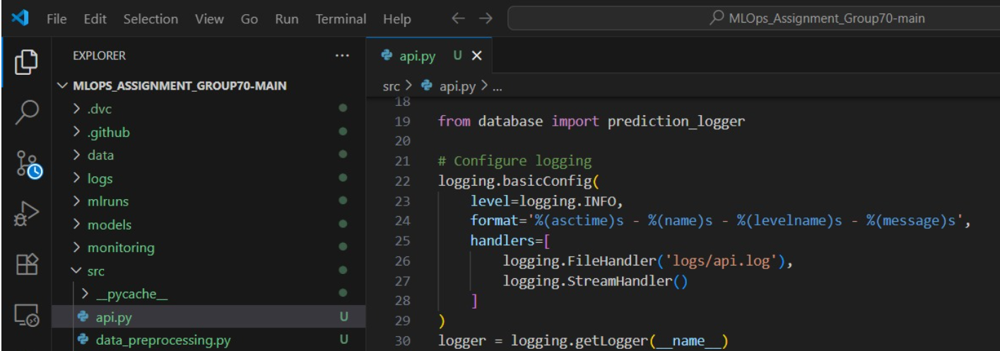 File Edit Selection View Go Run Terminal Help ← → MLOps_Assignment_Group70-main
EXPLORER ...
MLOPS_ASSIGNMENT_GROUP70-MAIN
.dvc
.github
data
logs
mlruns
models
monitoring
src
__pycache__
api.py U
data_preprocessing.py U
api.py U
src > api.py > ...
18
19 from database import prediction_logger
20
21 # Configure logging
22 logging.basicConfig(
23 level=logging.INFO,
24 format='%(asctime)s - %(name)s - %(levelname)s - %(message)s',
25 handlers=[
26 logging.FileHandler('logs/api.log'),
27 logging.StreamHandler()
28 ]
29 )
30 logger = logging.getLogger(__name__)